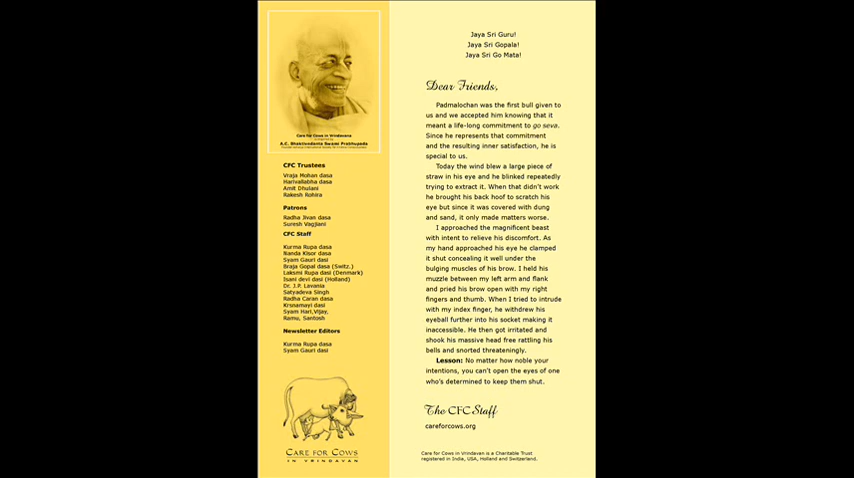 Care for Cows in Vrindavana
A.C. Bhaktivedanta Swami Prabhupada
CFC Trustees
Vraja Mohan dasa
Harivallabha dasa
Amit Dhulani
Rakesh Rohira
Patrons
Radha Jivan dasa
Suresh Vagjiani
CFC Staff
Kurma Rupa dasa
Nanda Kisor dasa
Syam Gauri dasi
Braja Gopal dasa (Switz.)
Laksmi Rupa dasi (Denmark)
Isani devi dasi (Holland)
Dr. J.P. Lavania
Satyadeva Singh
Radha Caran dasa
Krsnamayi dasi
Syam Hari,Vijay,
Ramu, Santosh
Newsletter Editors
Kurma Rupa dasa
Syam Gauri dasi
CARE FOR COWS
IN VRINDAVAN
Jaya Sri Guru!
Jaya Sri Gopala!
Jaya Sri Go Mata!
Dear Friends,
Padmalochan was the first bull given to
us and we accepted him knowing that it
meant a life-long commitment to go seva.
Since he represents that commitment
and the resulting inner satisfaction, he is
special to us.
Today the wind blew a large piece of
straw in his eye and he blinked repeatedly
trying to extract it. When that didn't work
he brought his back hoof to scratch his
eye but since it was covered with dung
and sand, it only made matters worse.
I approached the magnificent beast
with intent to relieve his discomfort. As
my hand approached his eye he clamped
it shut concealing it well under the
bulging muscles of his brow. I held his
muzzle between my left arm and flank
and pried his brow open with my right
fingers and thumb. When I tried to intrude
with my index finger, he withdrew his
eyeball further into his socket making it
inaccessible. He then got irritated and
shook his massive head free rattling his
bells and snorted threateningly.
Lesson: No matter how noble your
intentions, you can't open the eyes of one
who's determined to keep them shut.
The CFC Staff
careforcows.org
Care for Cows in Vrindavan is a Charitable Trust
registered in India, USA, Holland and Switzerland.